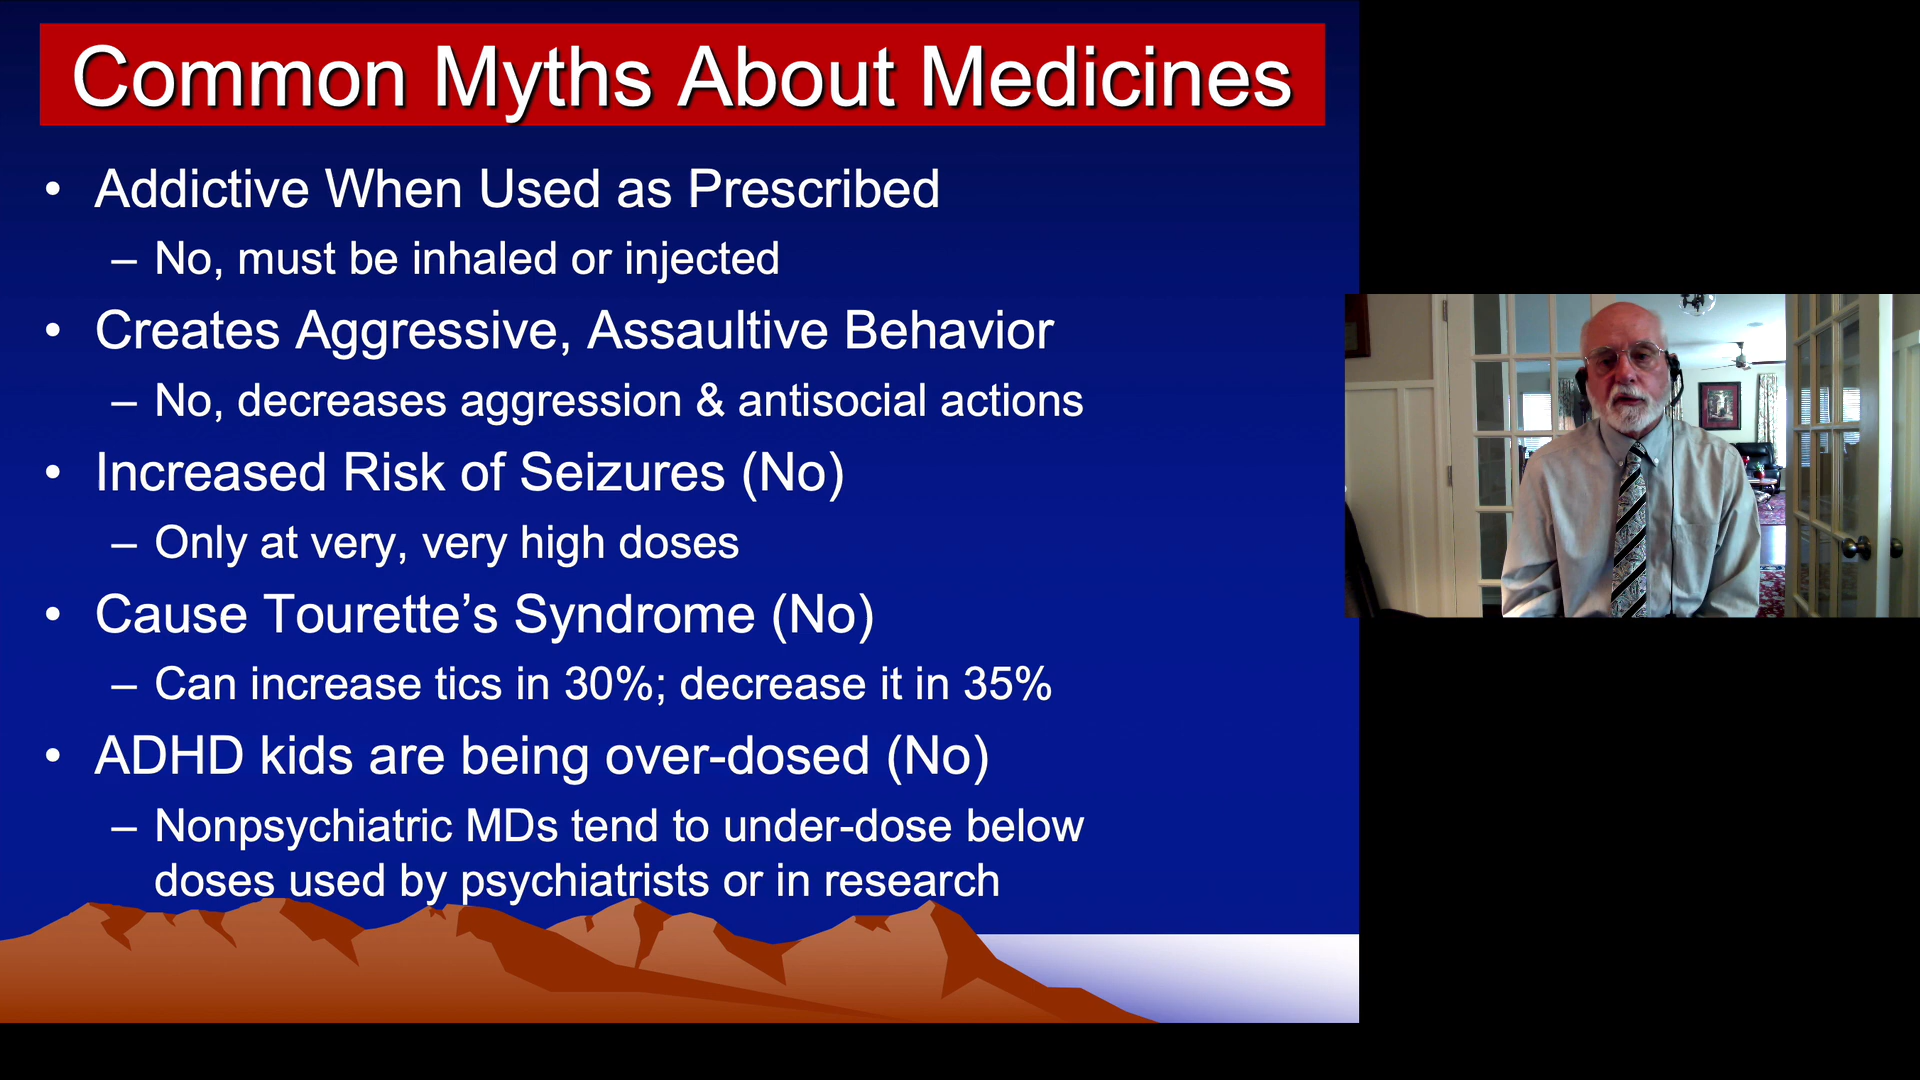 Common Myths About Medicines
• Addictive When Used as Prescribed
– No, must be inhaled or injected
• Creates Aggressive, Assaultive Behavior
– No, decreases aggression & antisocial actions
• Increased Risk of Seizures (No)
– Only at very, very high doses
• Cause Tourette’s Syndrome (No)
– Can increase tics in 30%; decrease it in 35%
• ADHD kids are being over-dosed (No)
– Nonpsychiatric MDs tend to under-dose below
doses used by psychiatrists or in research